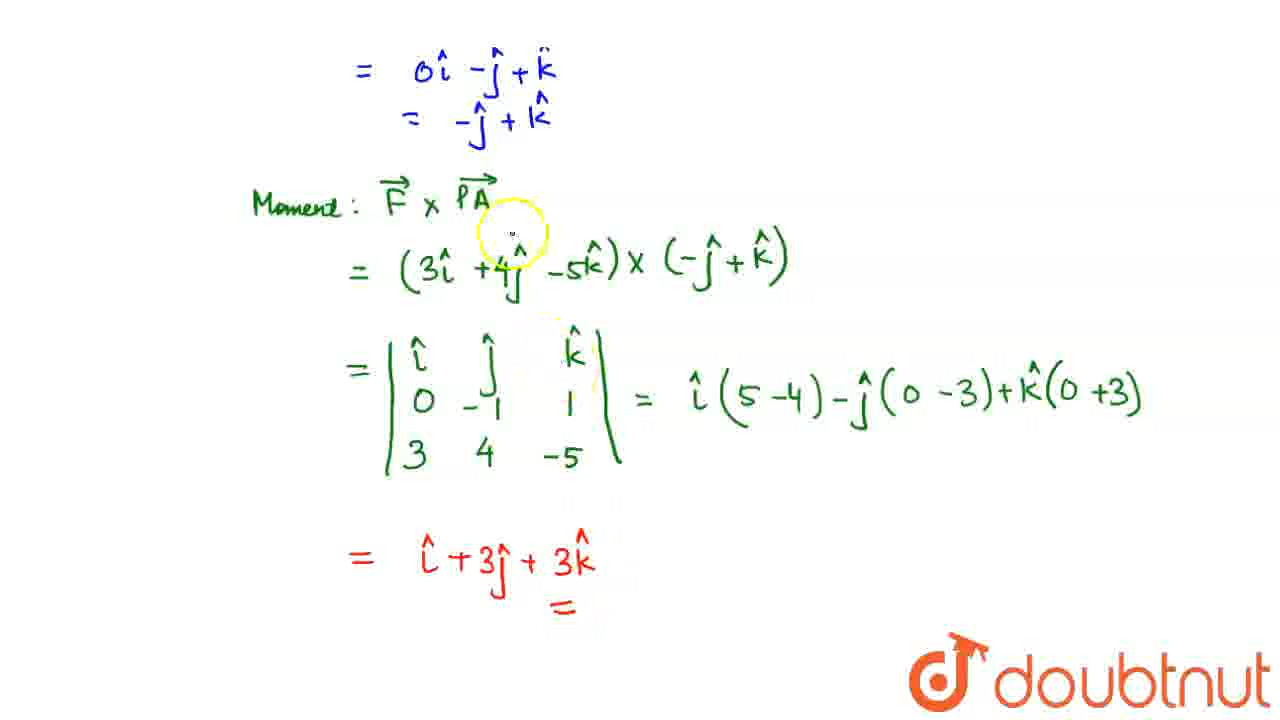 = 0î - ĵ + k̂
= -ĵ + k̂
Moment: F⃗ × PA⃗
= (3î + 4ĵ - 5k̂) × (-ĵ + k̂)
= | î ĵ k̂ |
| 0 -1 1 | = î(5 - 4) - ĵ(0 - 3) + k̂(0 + 3)
| 3 4 -5 |
= î + 3ĵ + 3k̂
=
doubtnut